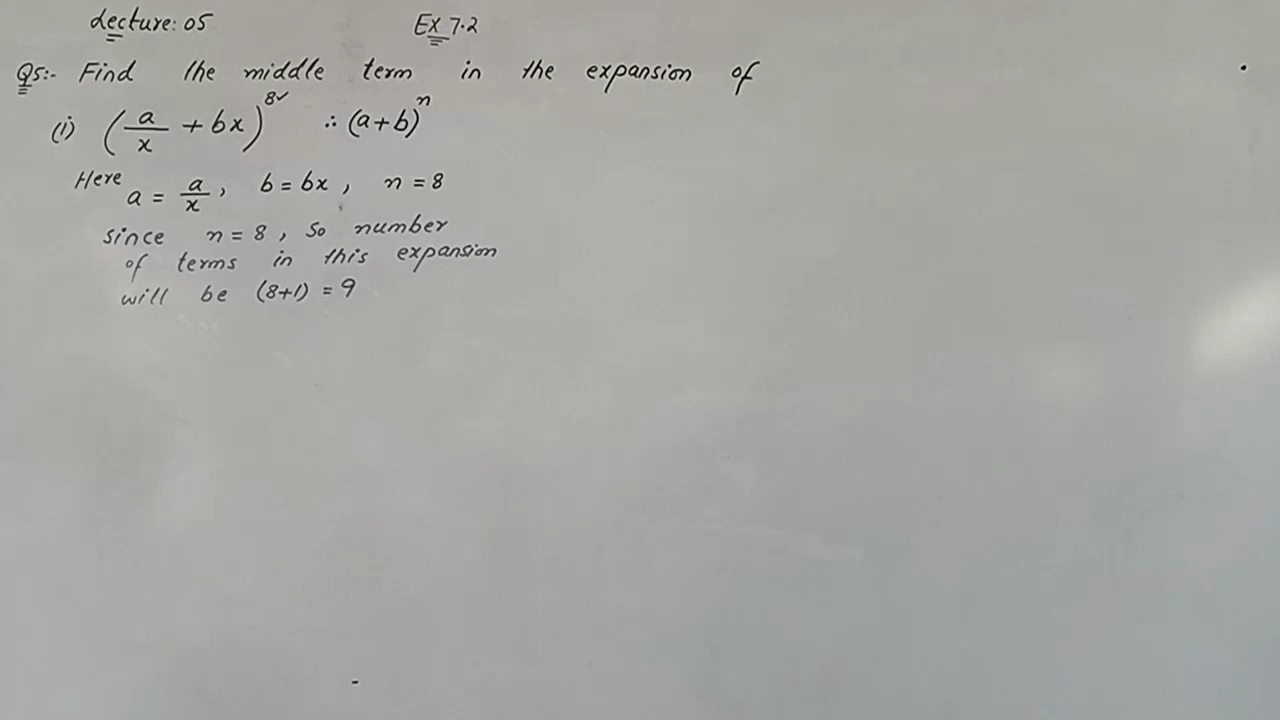 Lecture: 05 Ex 7.2
Q5:- Find the middle term in the expansion of
(i) (a/x + bx)^8 ✓ ∴ (a+b)^n
Here a = a/x, b = bx, n = 8
since n = 8, so number
of terms in this expansion
will be (8+1) = 9